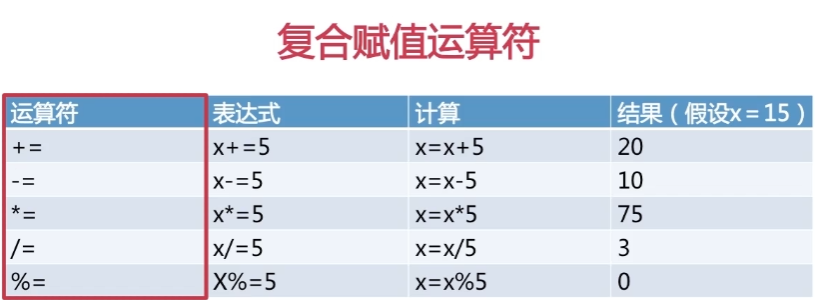 复合赋值运算符
运算符 表达式 计算 结果（假设x＝15）
+= x+=5 x=x+5 20
-= x-=5 x=x-5 10
*= x*=5 x=x*5 75
/= x/=5 x=x/5 3
%= X%=5 x=x%5 0